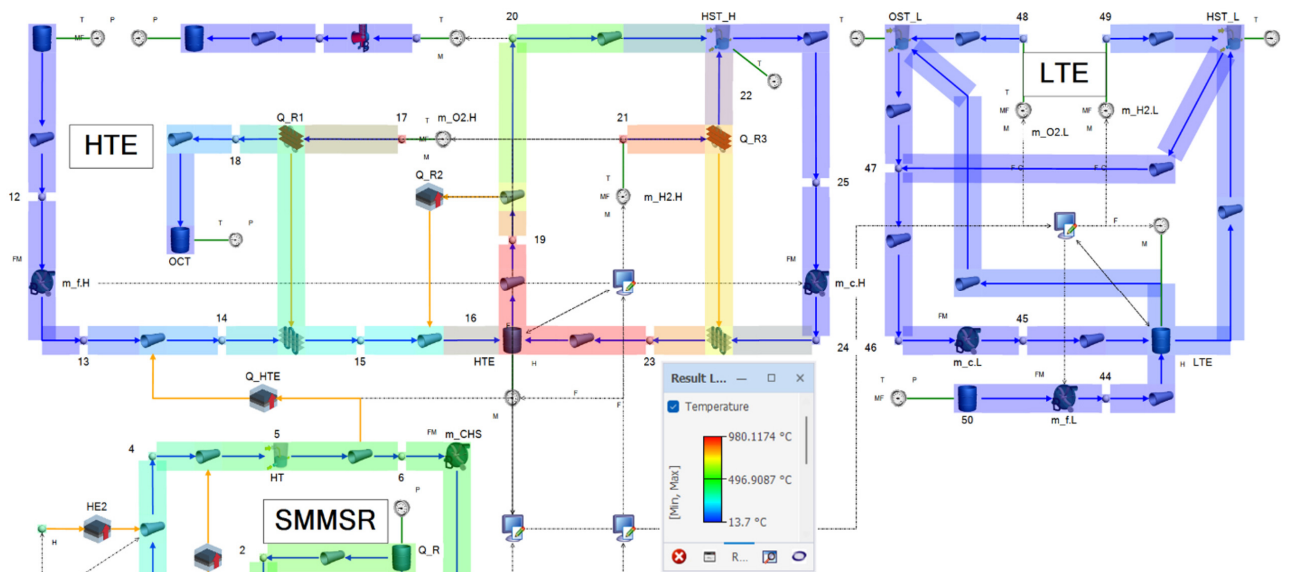 20
HST_H
OST_L
48
49
HST_L
T
P
P
T
T
T
T
MF
MF
M
T
T
T
LTE
22
M
M
m_H2.L
m_O2.L
HTE
Q_R1
17
m_O2.H
21
Q_R3
T
MF
M
18
Q_R2
T
MF
M
m_H2.H
47
12
25
19
T
P
F
M
OCT
FM
m_f.H
FM
m_c.H
14
16
13
15
HTE
H
23
24
46
FM
45
m_c.L
H
LTE
Q_HTE
M
F
F
T
P
MF
FM
44
50
m_f.L
Result L...
Temperature
4
5
FM
m_CHS
HT
6
980.1174 °C
496.9087 °C
13.7 °C
[Min, Max]
HE2
H
SMMSR
P
2
Q_R
R...